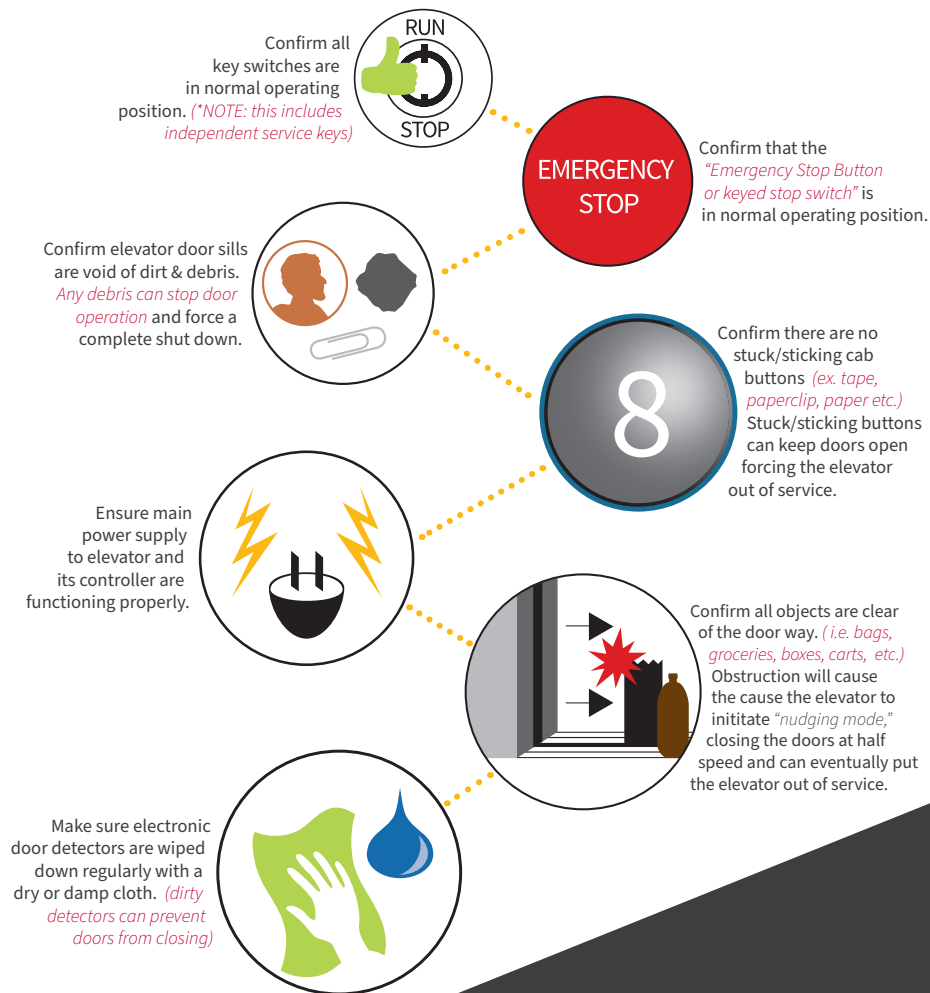 Confirm all
key switches are
in normal operating
position. (*NOTE: this includes
independent service keys)
RUN
STOP
EMERGENCY
STOP
Confirm that the
“Emergency Stop Button
or keyed stop switch” is
in normal operating position.
Confirm elevator door sills
are void of dirt & debris.
Any debris can stop door
operation and force a
complete shut down.
8
Confirm there are no
stuck/sticking cab
buttons (ex. tape,
paperclip, paper etc.)
Stuck/sticking buttons
can keep doors open
forcing the elevator
out of service.
Ensure main
power supply
to elevator and
its controller are
functioning properly.
Confirm all objects are clear
of the door way. ( i.e. bags,
groceries, boxes, carts, etc.)
Obstruction will cause
the cause the elevator to
inititate “nudging mode,”
closing the doors at half
speed and can eventually put
the elevator out of service.
Make sure electronic
door detectors are wiped
down regularly with a
dry or damp cloth. (dirty
detectors can prevent
doors from closing)